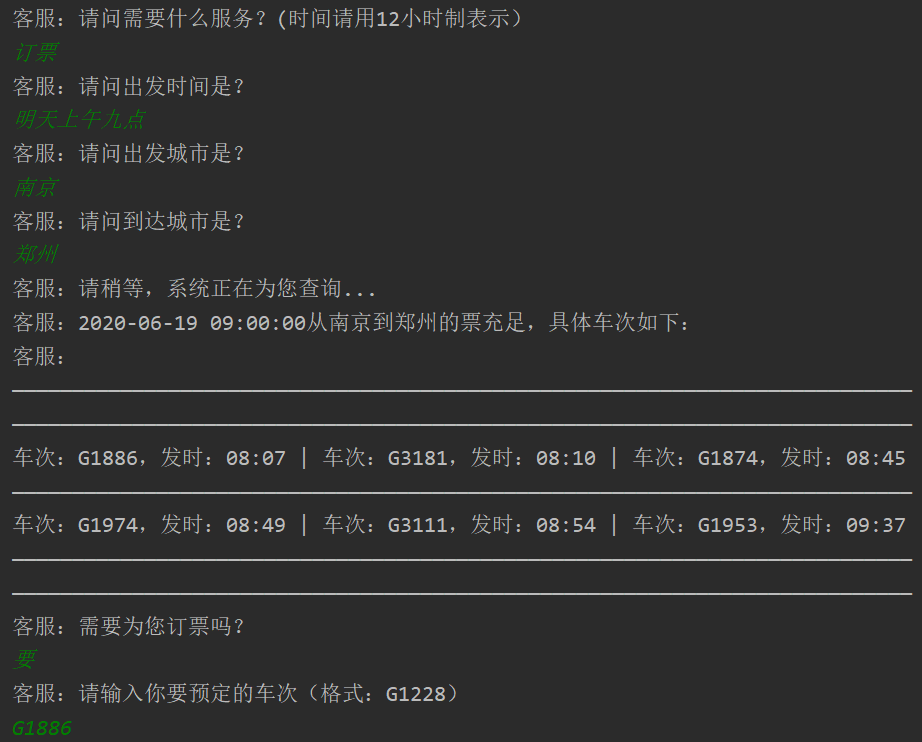 客服：请问需要什么服务？(时间请用12小时制表示）
订票
客服：请问出发时间是？
明天上午九点
客服：请问出发城市是？
南京
客服：请问到达城市是？
郑州
客服：请稍等，系统正在为您查询...
客服：2020-06-19 09:00:00从南京到郑州的票充足，具体车次如下：
客服：
车次：G1886，发时：08:07 | 车次：G3181，发时：08:10 | 车次：G1874，发时：08:45
车次：G1974，发时：08:49 | 车次：G3111，发时：08:54 | 车次：G1953，发时：09:37
客服：需要为您订票吗？
要
客服：请输入你要预定的车次（格式：G1228）
G1886